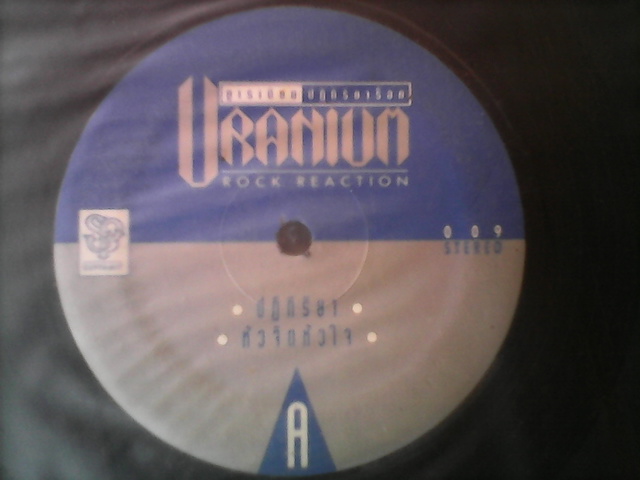 ยูเรเนียม ปฏิกิริยาร็อค
URANIUM
ROCK REACTION
009
STEREO
ปฏิกิริยา
หัวจิตหัวใจ
A